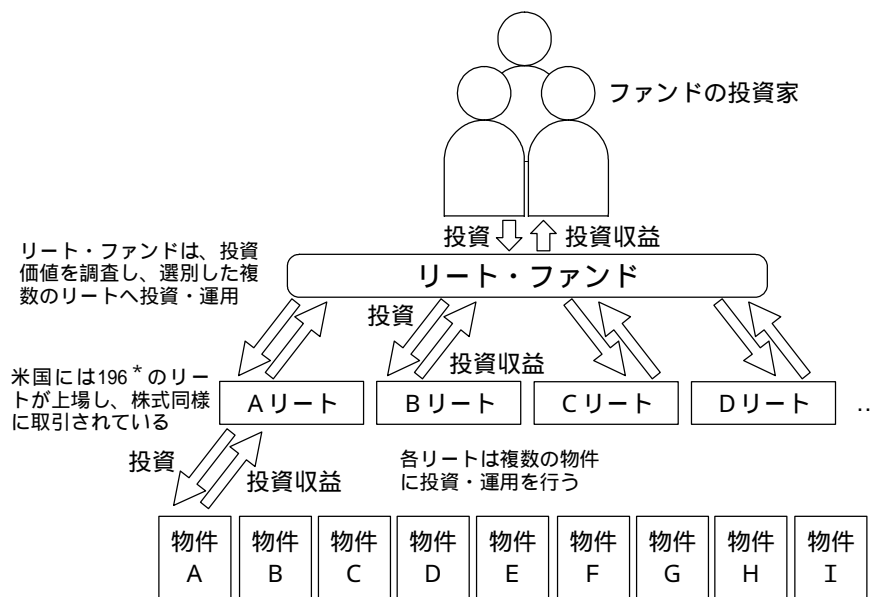 ファンドの投資家
投資
投資収益
リート・ファンドは、投資
価値を調査し、選別した複
数のリートへ投資・運用
リート・ファンド
投資
投資収益
米国には196*のリー
トが上場し、株式同様
に取引されている
Aリート
Bリート
Cリート
Dリート
‥
投資
投資収益
各リートは複数の物件
に投資・運用を行う
物件
A
物件
B
物件
C
物件
D
物件
E
物件
F
物件
G
物件
H
物件
I